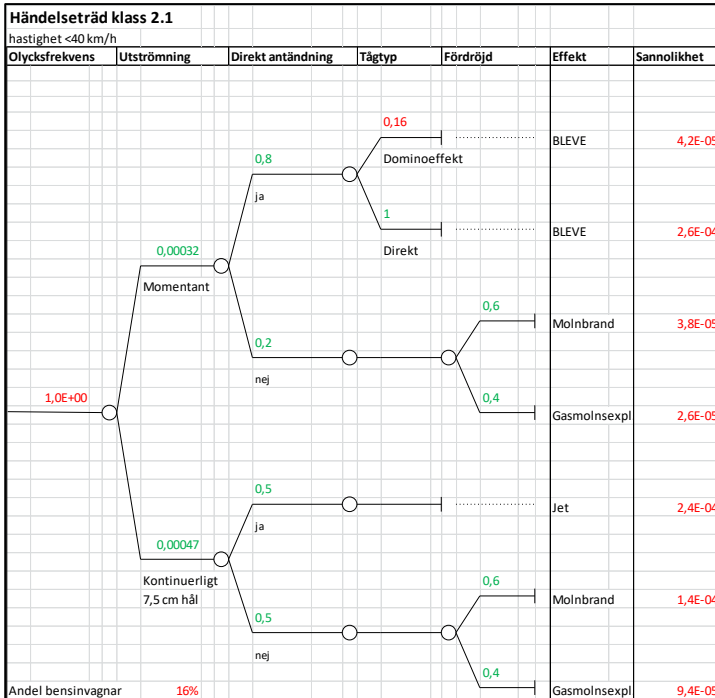 Händelseträd klass 2.1
hastighet <40 km/h
Olycksfrekvens Utströmning Direkt antändning Tågtyp Fördröjd Effekt Sannolikhet
0,16
BLEVE 4,2E-05
0,8 Dominoeffekt
ja
1
BLEVE 2,6E-04
0,00032 Direkt
Momentant
0,6
Molnbrand 3,8E-05
0,2
nej
1,0E+00 0,4
Gasmolnsexpl 2,6E-05
0,5
Jet 2,4E-04
ja
0,00047
Kontinuerligt 0,6
7,5 cm hål Molnbrand 1,4E-04
0,5
nej
0,4
Andel bensinvagnar 16% Gasmolnsexpl 9,4E-05